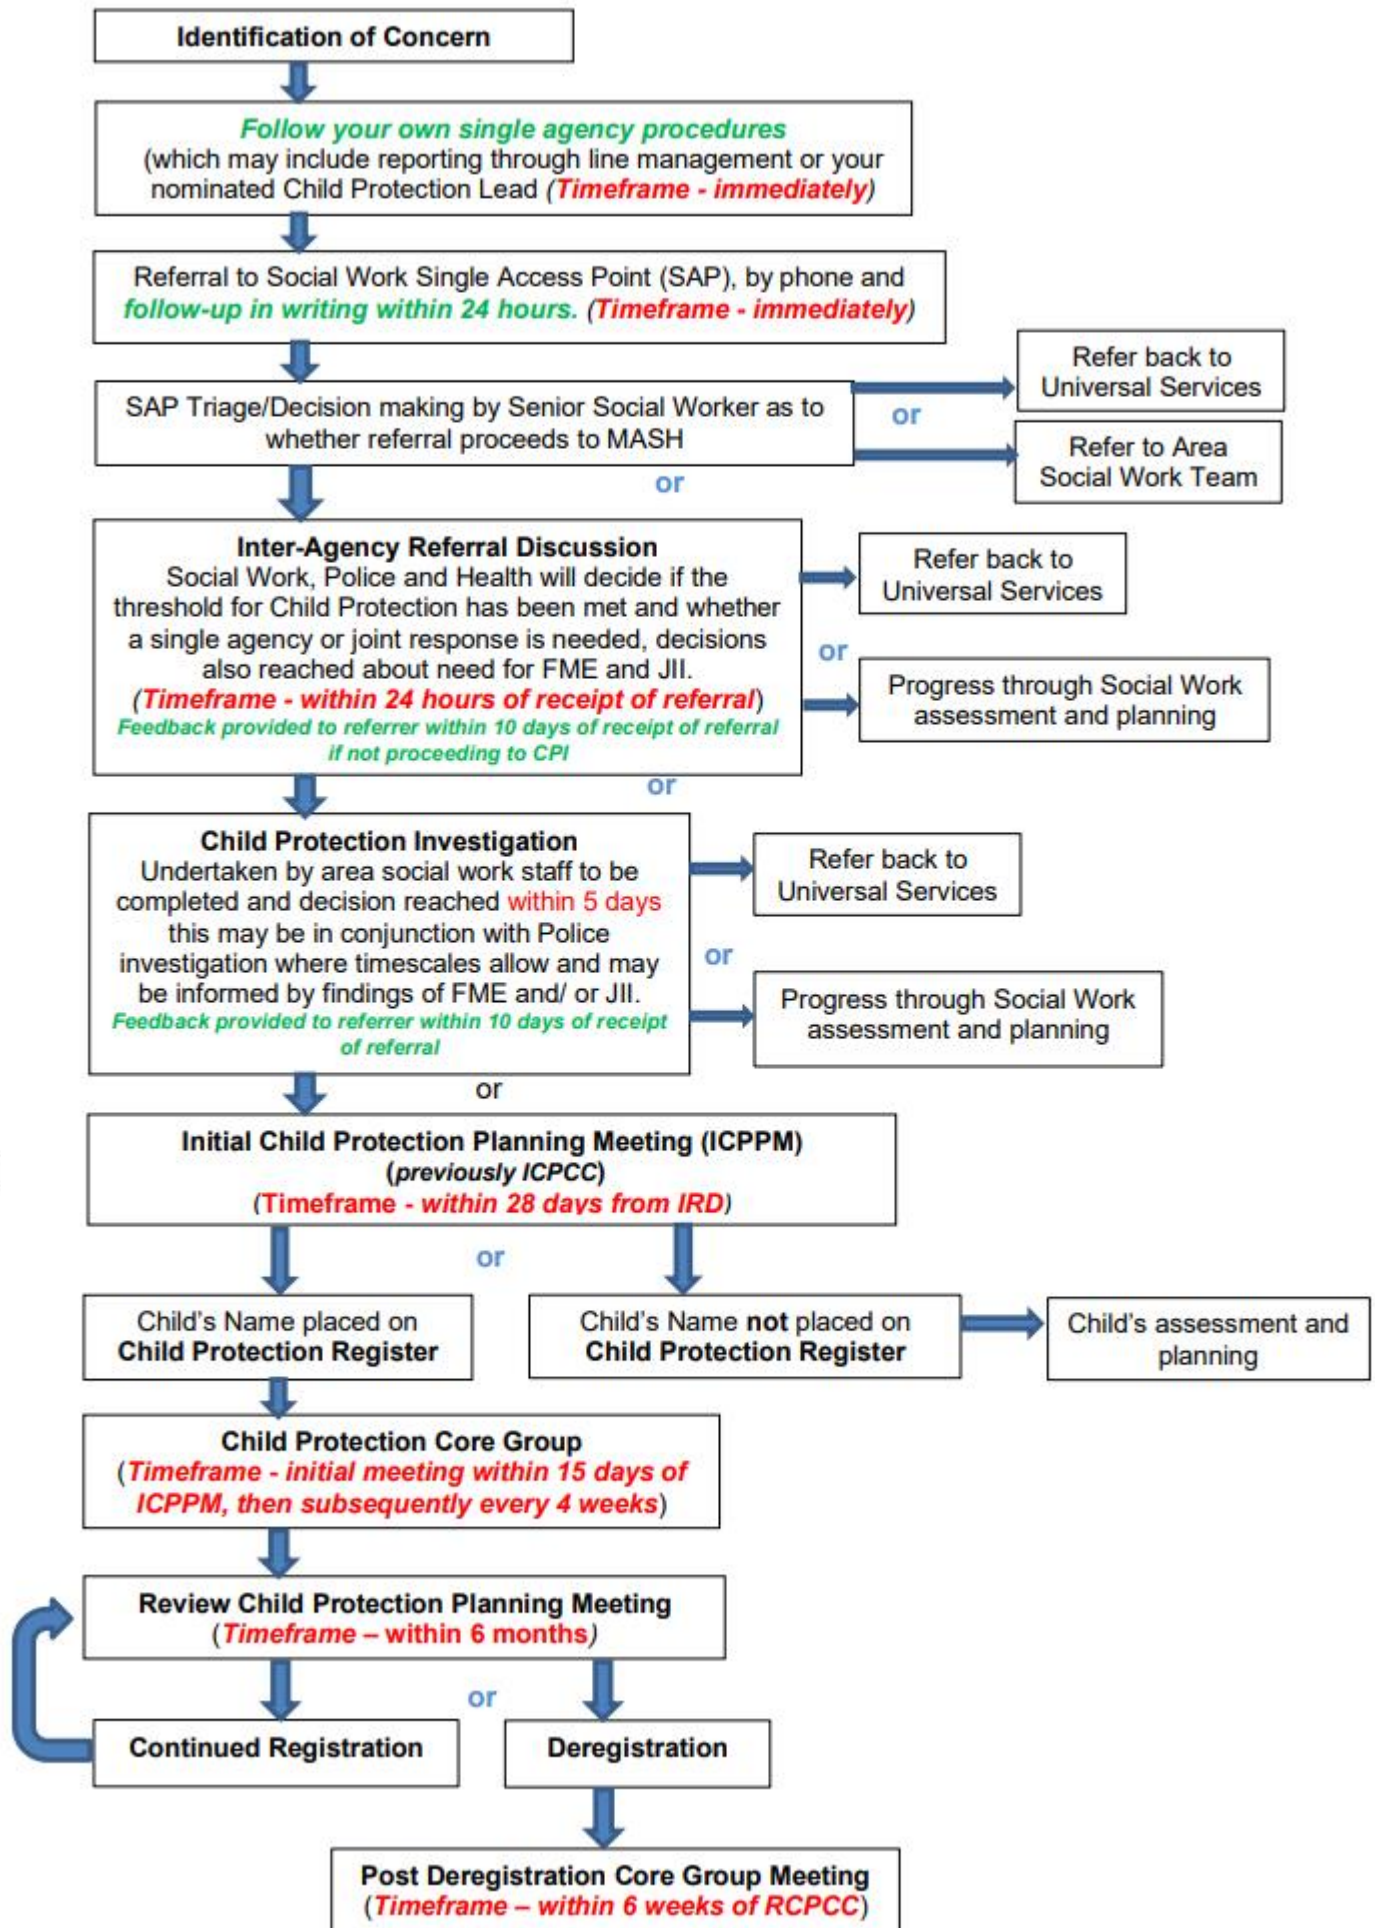 Identification of Concern
Follow your own single agency procedures
(which may include reporting through line management or your
nominated Child Protection Lead (Timeframe - immediately)
Referral to Social Work Single Access Point (SAP), by phone and
follow-up in writing within 24 hours. (Timeframe - immediately)
SAP Triage/Decision making by Senior Social Worker as to
whether referral proceeds to MASH
Refer back to
Universal Services
or
Refer to Area
Social Work Team
or
Inter-Agency Referral Discussion
Social Work, Police and Health will decide if the
threshold for Child Protection has been met and whether
a single agency or joint response is needed, decisions
also reached about need for FME and JII.
(Timeframe - within 24 hours of receipt of referral)
Feedback provided to referrer within 10 days of receipt of referral
if not proceeding to CPI
Refer back to
Universal Services
or
Progress through Social Work
assessment and planning
or
Child Protection Investigation
Undertaken by area social work staff to be
completed and decision reached within 5 days
this may be in conjunction with Police
investigation where timescales allow and may
be informed by findings of FME and/ or JII.
Feedback provided to referrer within 10 days of receipt
of referral
Refer back to
Universal Services
or
Progress through Social Work
assessment and planning
or
Initial Child Protection Planning Meeting (ICPPM)
(previously ICPCC)
(Timeframe - within 28 days from IRD)
or
Child's Name placed on
Child Protection Register
Child's Name not placed on
Child Protection Register
Child's assessment and
planning
Child Protection Core Group
(Timeframe - initial meeting within 15 days of
ICPPM, then subsequently every 4 weeks)
Review Child Protection Planning Meeting
(Timeframe – within 6 months)
or
Continued Registration
Deregistration
Post Deregistration Core Group Meeting
(Timeframe – within 6 weeks of RCPCC)